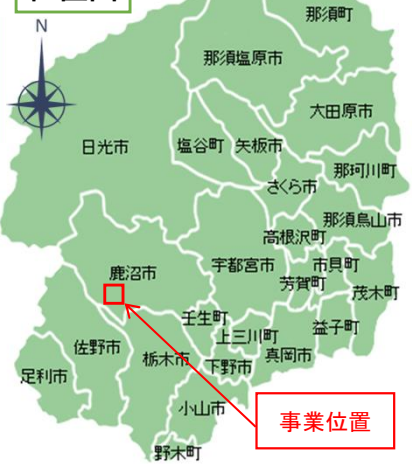 N
那須町
那須塩原市
大田原市
日光市
塩谷町
矢板市
那珂川町
さくら市
那須烏山市
高根沢町
鹿沼市
宇都宮市
市貝町
芳賀町
茂木町
壬生町
上三川町
益子町
佐野市
栃木市
下野市
真岡市
足利市
小山市
事業位置
野木町